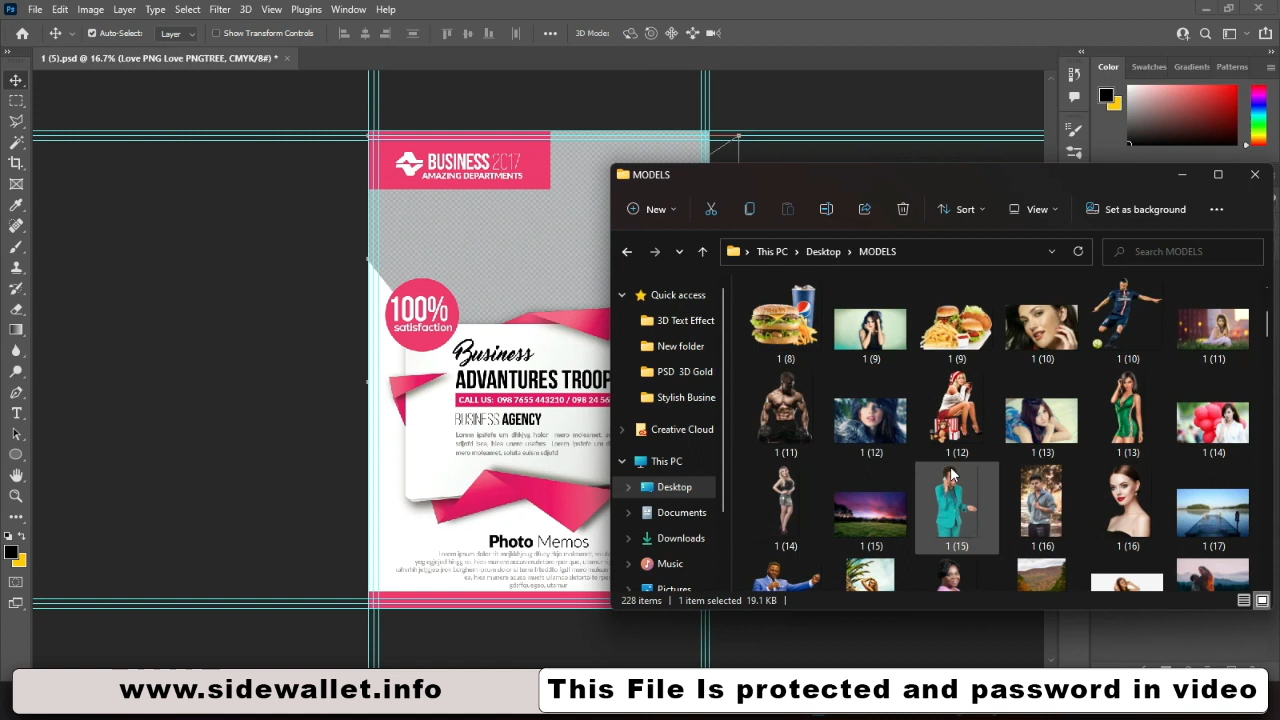 Ps File Edit Image Layer Type Select Filter 3D View Plugins Window Help
Auto-Select: Layer Show Transform Controls 3D Mode:
1 (5).psd @ 16.7% (Love PNG Love PNGTREE, CMYK/8#) *
Color Swatches Gradients Patterns
BUSINESS 2017
AMAZING DEPARTMENTS
100%
satisfaction
Business
ADVANTURES TROOP
CALL US: 098 7655 443210 / 098 24 56
BUSINESS AGENCY
Photo Memos
MODELS
New Sort View Set as background
This PC Desktop MODELS Search MODELS
Quick access
3D Text Effect
New folder
PSD 3D Gold
Stylish Busine
Creative Cloud
This PC
Desktop
Documents
Downloads
Music
Pictures
1 (8) 1 (9) 1 (9) 1 (10) 1 (10) 1 (11)
1 (11) 1 (12) 1 (12) 1 (13) 1 (13) 1 (14)
1 (14) 1 (15) 1 (15) 1 (16) 1 (16) 1 (17)
228 items 1 item selected 19.1 KB
www.sidewallet.info
This File Is protected and password in video